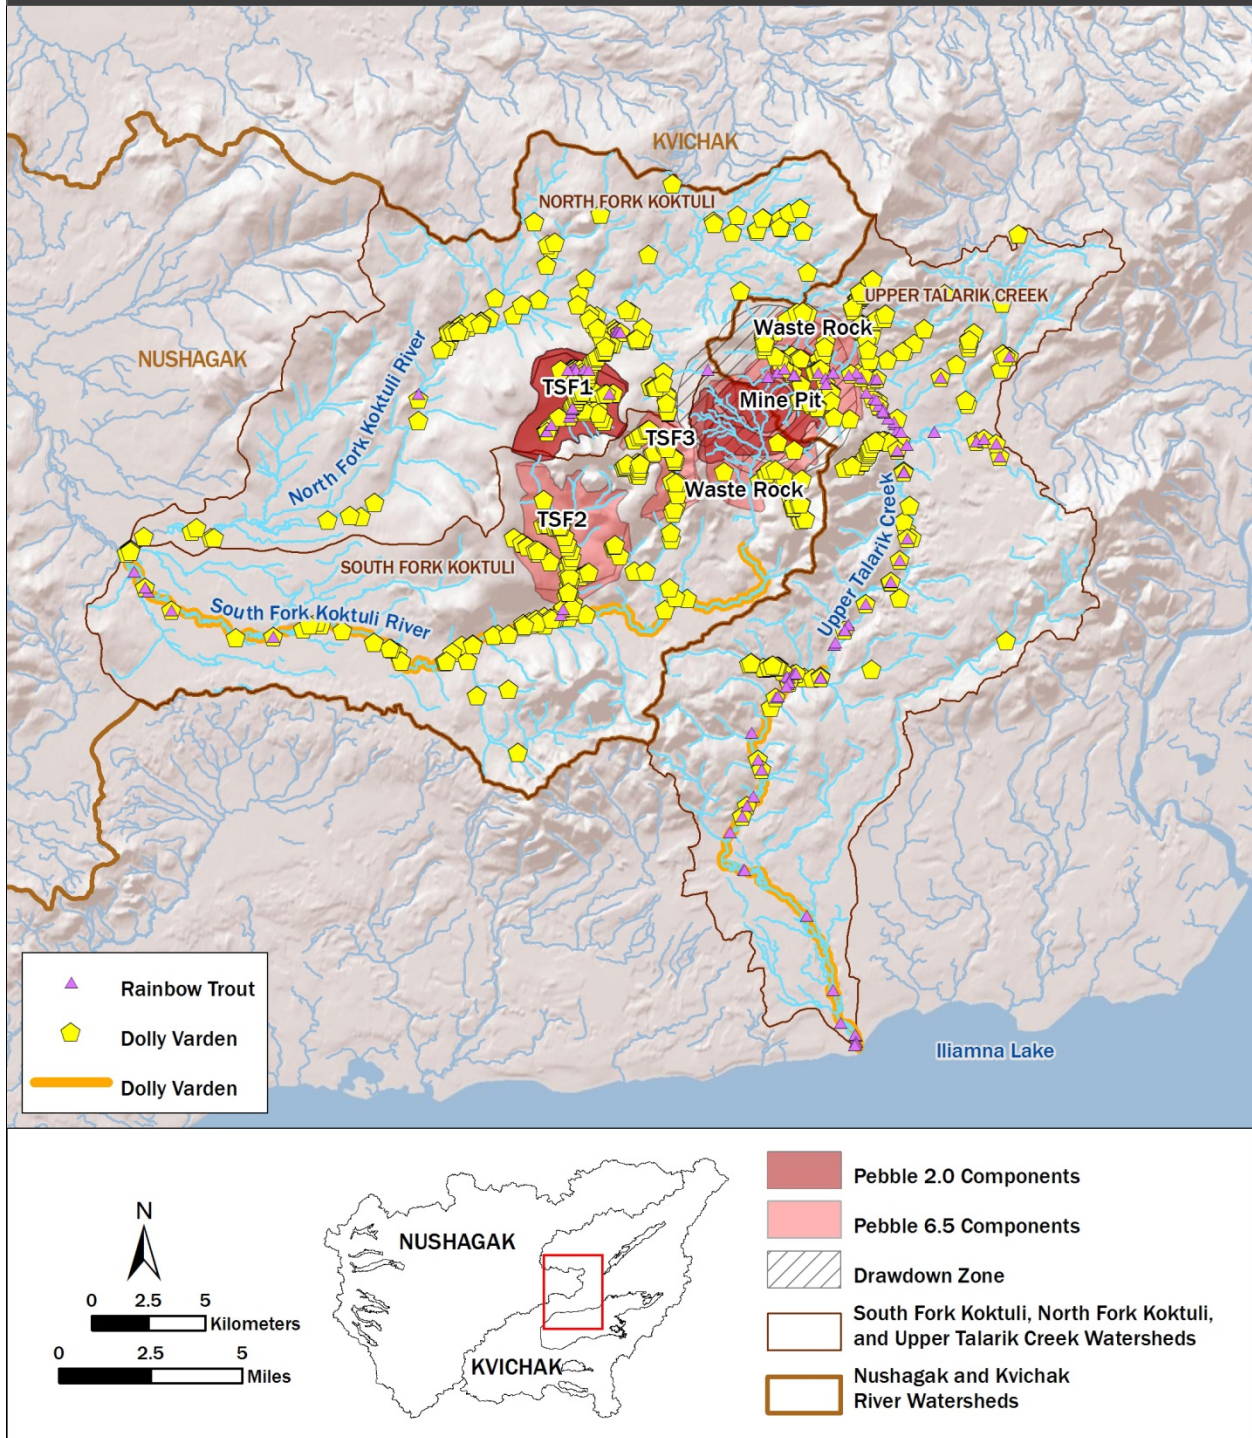 KVICHAK
NORTH FORK KOKTULI
UPPER TALARIK CREEK
Waste Rock
NUSHAGAK
North Fork Koktuli River
TSF1
Mine Pit
TSF3
Waste Rock
TSF2
SOUTH FORK KOKTULI
Upper Talarik Creek
South Fork Koktuli River
Rainbow Trout
Dolly Varden
Dolly Varden
Iliamna Lake
N
0 2.5 5
Kilometers
0 2.5 5
Miles
NUSHAGAK
KVICHAK
Pebble 2.0 Components
Pebble 6.5 Components
Drawdown Zone
South Fork Koktuli, North Fork Koktuli,
and Upper Talarik Creek Watersheds
Nushagak and Kvichak
River Watersheds